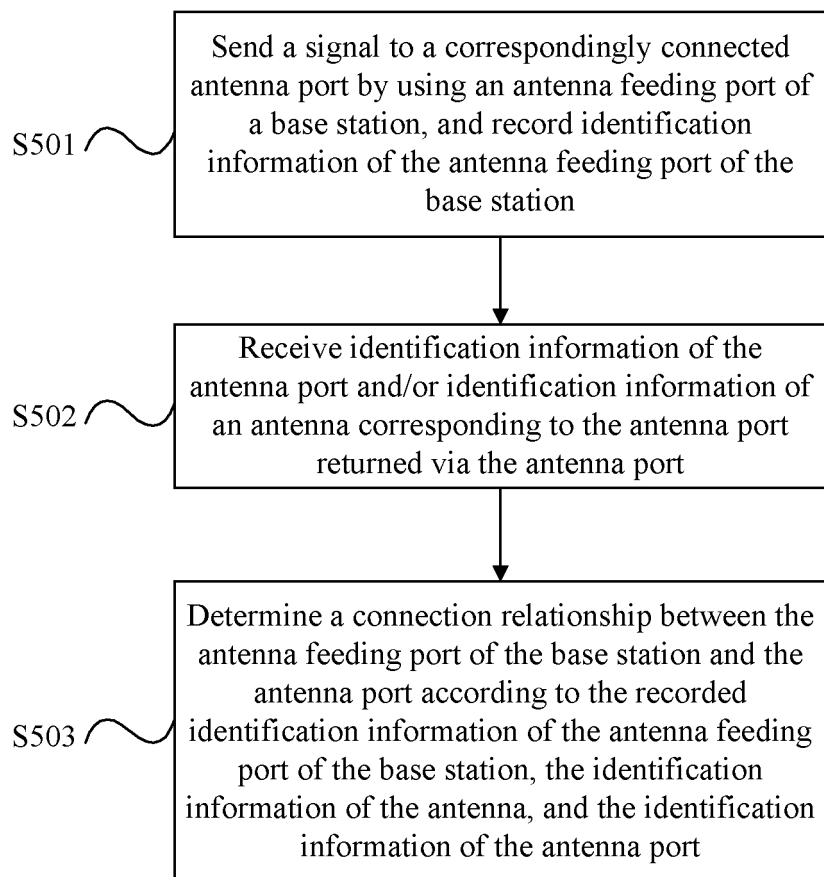 Send a signal to a correspondingly connected
antenna port by using an antenna feeding port of
a base station, and record identification
information of the antenna feeding port of the
base station
S501
Receive identification information of the
antenna port and/or identification information of
an antenna corresponding to the antenna port
returned via the antenna port
S502
Determine a connection relationship between the
antenna feeding port of the base station and the
antenna port according to the recorded
identification information of the antenna feeding
port of the base station, the identification
information of the antenna, and the identification
information of the antenna port
S503